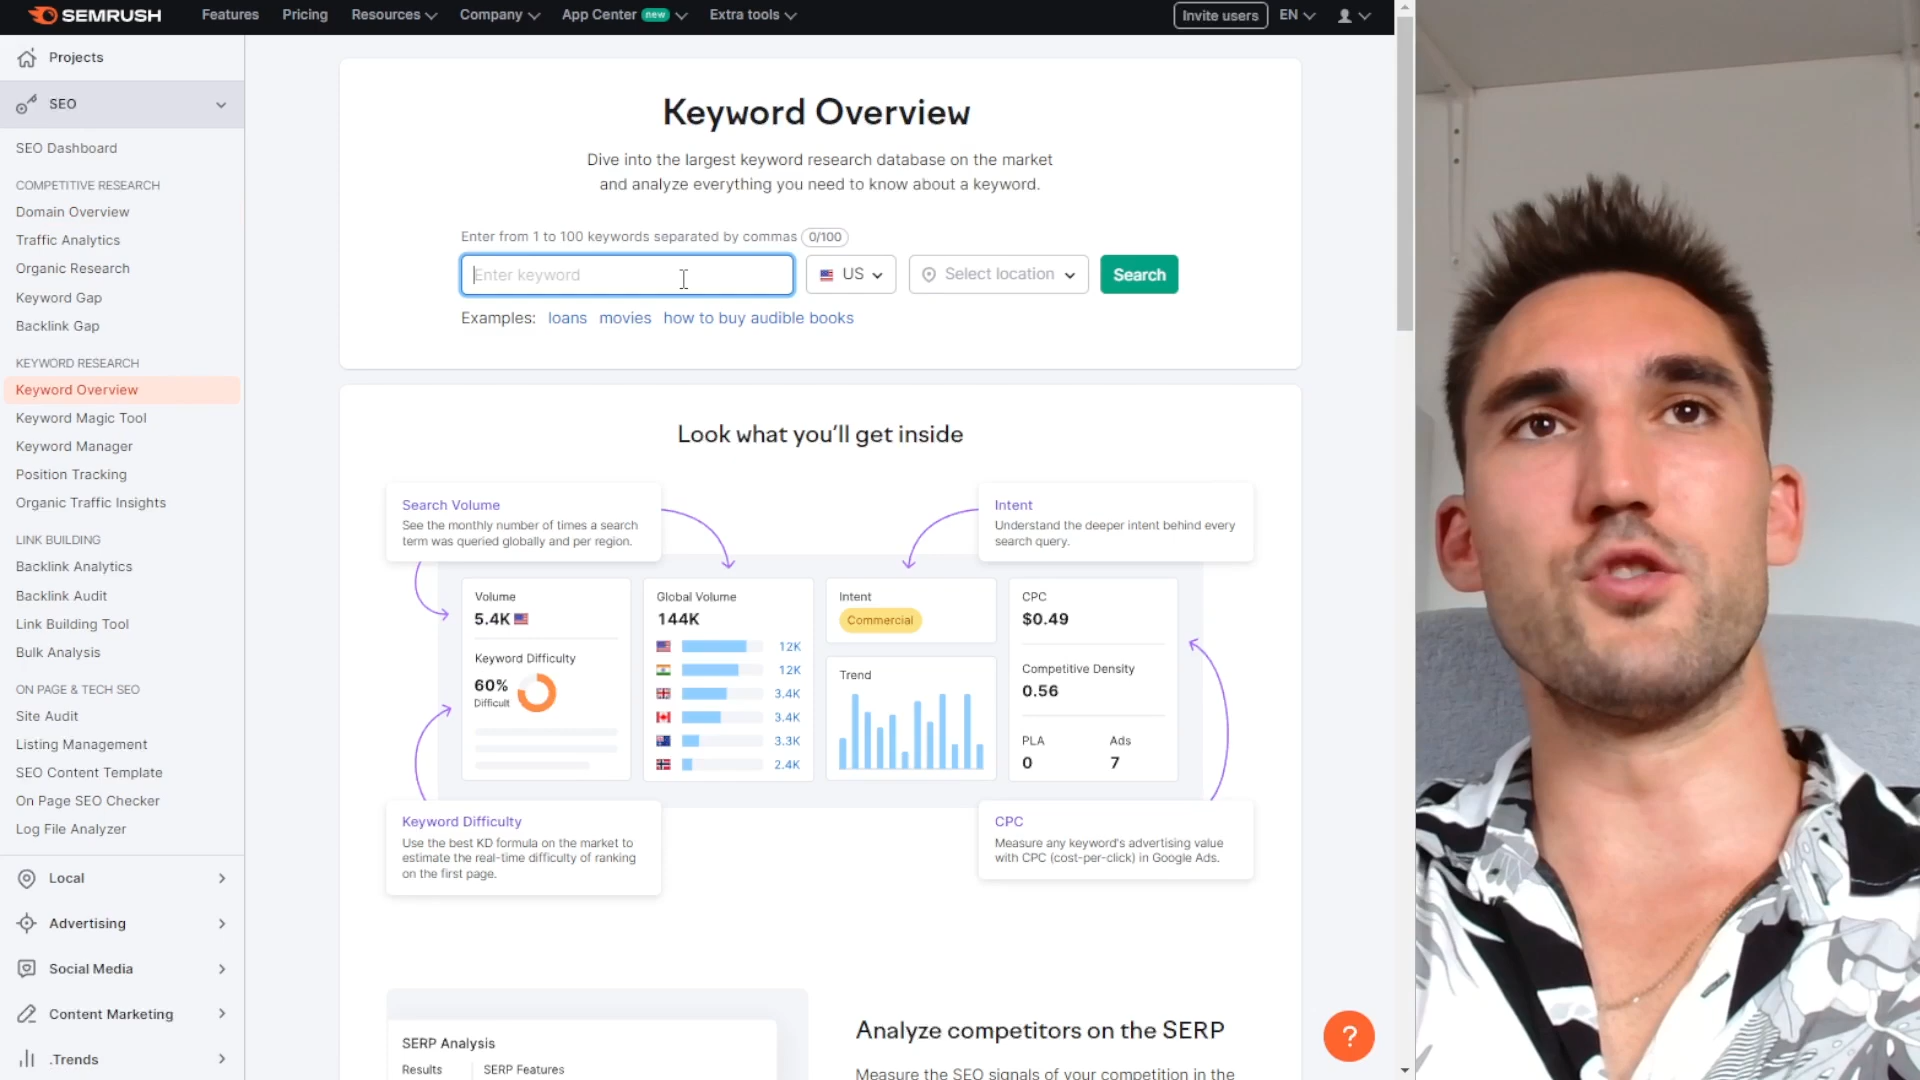 SEMRUSH
Features
Pricing
Resources
Company
App Center new
Extra tools
Invite users
EN
Projects
SEO
SEO Dashboard
COMPETITIVE RESEARCH
Domain Overview
Traffic Analytics
Organic Research
Keyword Gap
Backlink Gap
KEYWORD RESEARCH
Keyword Overview
Keyword Magic Tool
Keyword Manager
Position Tracking
Organic Traffic Insights
LINK BUILDING
Backlink Analytics
Backlink Audit
Link Building Tool
Bulk Analysis
ON PAGE & TECH SEO
Site Audit
Listing Management
SEO Content Template
On Page SEO Checker
Log File Analyzer
Local
Advertising
Social Media
Content Marketing
.Trends
Keyword Overview
Dive into the largest keyword research database on the market
and analyze everything you need to know about a keyword.
Enter from 1 to 100 keywords separated by commas 0/100
Enter keyword
US
Select location
Search
Examples: loans movies how to buy audible books
Look what you'll get inside
Search Volume
See the monthly number of times a search
term was queried globally and per region.
Intent
Understand the deeper intent behind every
search query.
Volume
5.4K
Keyword Difficulty
60%
Difficult
Global Volume
144K
12K
12K
3.4K
3.4K
3.3K
2.4K
Intent
Commercial
Trend
CPC
$0.49
Competitive Density
0.56
PLA
0
Ads
7
Keyword Difficulty
Use the best KD formula on the market to
estimate the real-time difficulty of ranking
on the first page.
CPC
Measure any keyword's advertising value
with CPC (cost-per-click) in Google Ads.
SERP Analysis
Results
SERP Features
Analyze competitors on the SERP
Measure the SEO signals of your competition in the
?